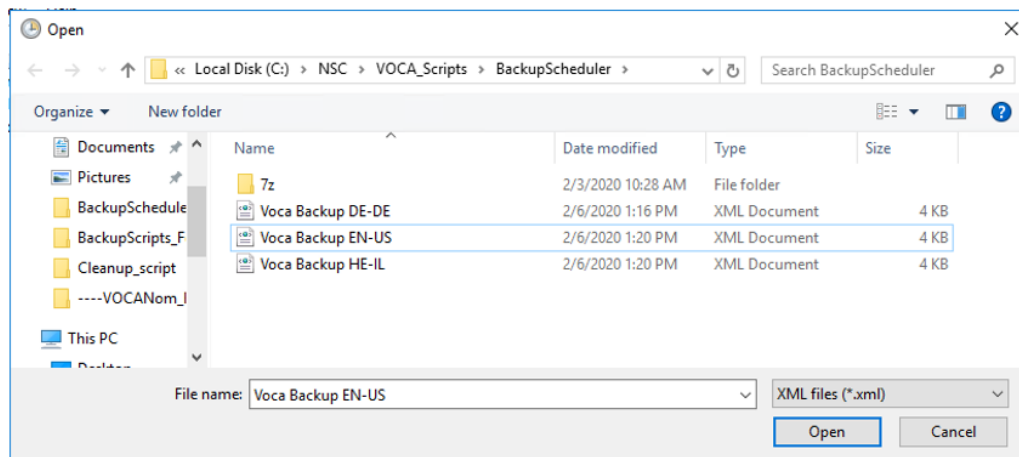 Open
« Local Disk (C:) > NSC > VOCA_Scripts > BackupScheduler > Search BackupScheduler
Organize New folder
Name Date modified Type Size
Documents
Pictures
BackupSchedule
BackupScripts_F
Cleanup_script
----VOCANom_I
This PC
7z 2/3/2020 10:28 AM File folder
Voca Backup DE-DE 2/6/2020 1:16 PM XML Document 4 KB
Voca Backup EN-US 2/6/2020 1:20 PM XML Document 4 KB
Voca Backup HE-IL 2/6/2020 1:20 PM XML Document 4 KB
File name: Voca Backup EN-US XML files (*.xml)
Open Cancel